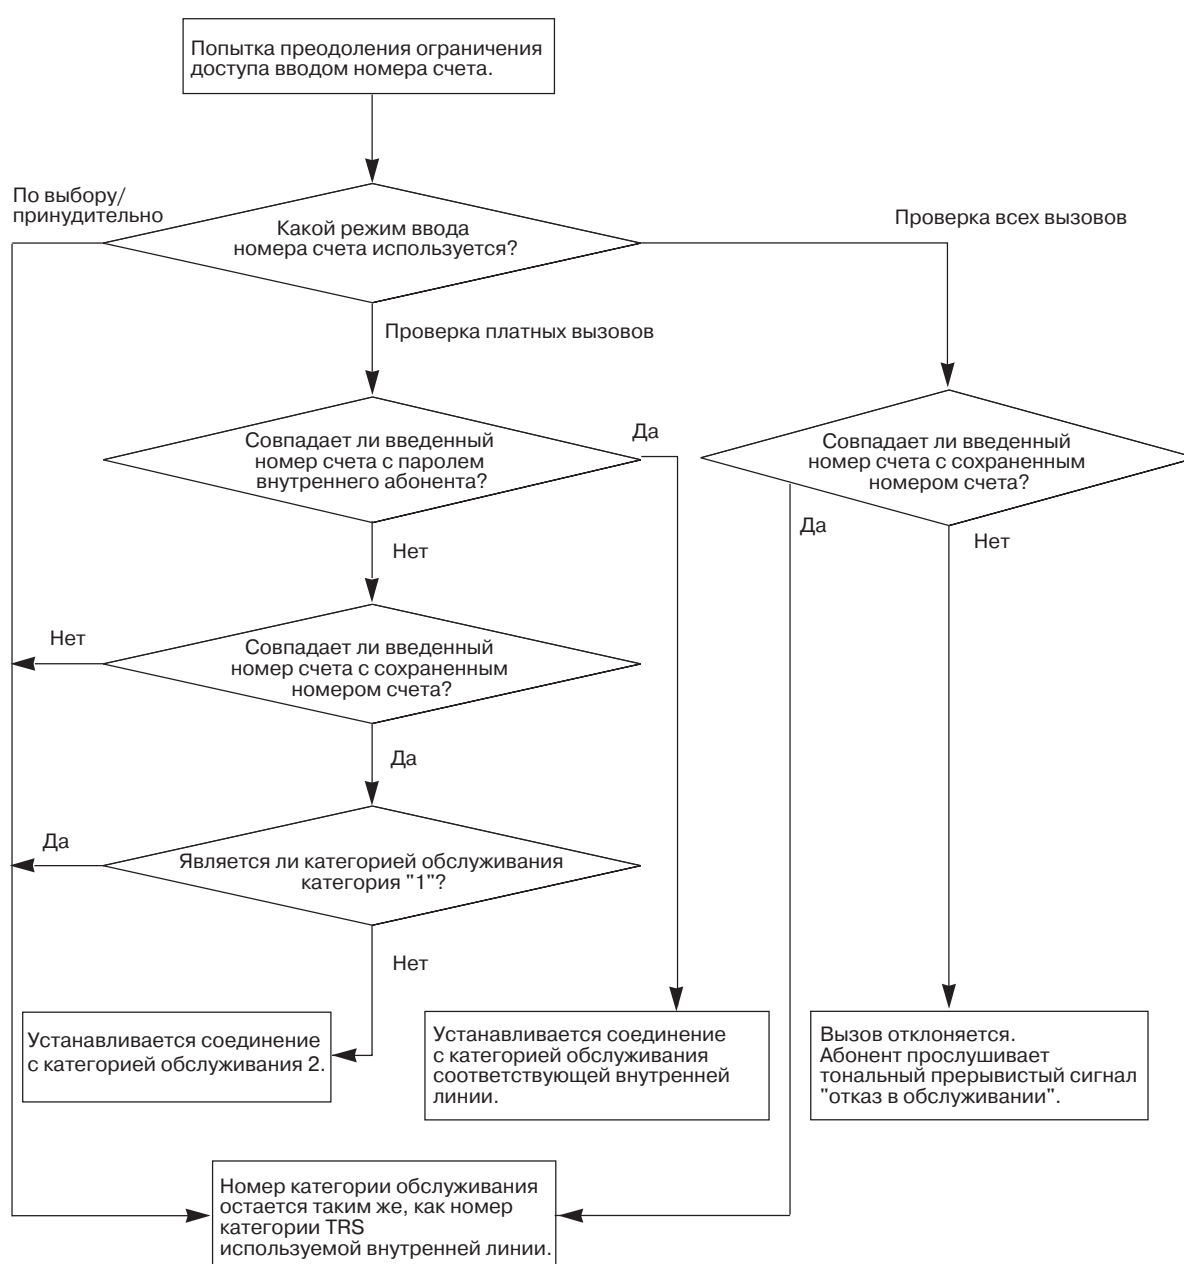 Попытка преодоления ограничения
доступа вводом номера счета.
По выбору/
принудительно
Какой режим ввода
номера счета используется?
Проверка всех вызовов
Проверка платных вызовов
Совпадает ли введенный
номер счета с паролем
внутреннего абонента?
Да
Совпадает ли введенный
номер счета с сохраненным
номером счета?
Да
Нет
Нет
Нет
Совпадает ли введенный
номер счета с сохраненным
номером счета?
Да
Да
Является ли категорией обслуживания
категория "1"?
Нет
Устанавливается соединение
с категорией обслуживания 2.
Устанавливается соединение
с категорией обслуживания
соответствующей внутренней
линии.
Вызов отклоняется.
Абонент прослушивает
тональный прерывистый сигнал
"отказ в обслуживании".
Номер категории обслуживания
остается таким же, как номер
категории TRS
используемой внутренней линии.